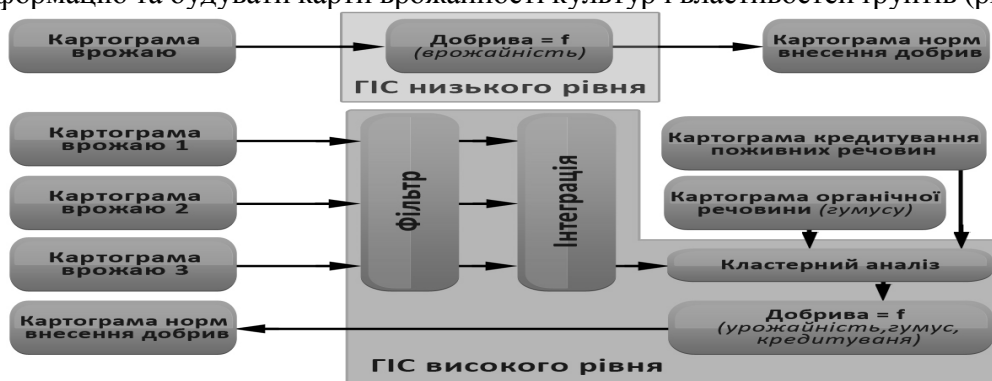 формацію та будувати карти врожайності культур і властивостей ґрунтів
Картограма
врожаю
Добрива = f
(врожайність)
Картограма норм
внесення добрив
ГІС низького рівня
Картограма
врожаю 1
Картограма
врожаю 2
Картограма
врожаю 3
Фільтр
Інтеграція
Картограма кредитування
поживних речовин
Картограма органічної
речовини (гумусу)
Кластерний аналіз
Добрива = f
(урожайність,гумус,
кредитуваня)
Картограма норм
внесення добрив
ГІС високого рівня